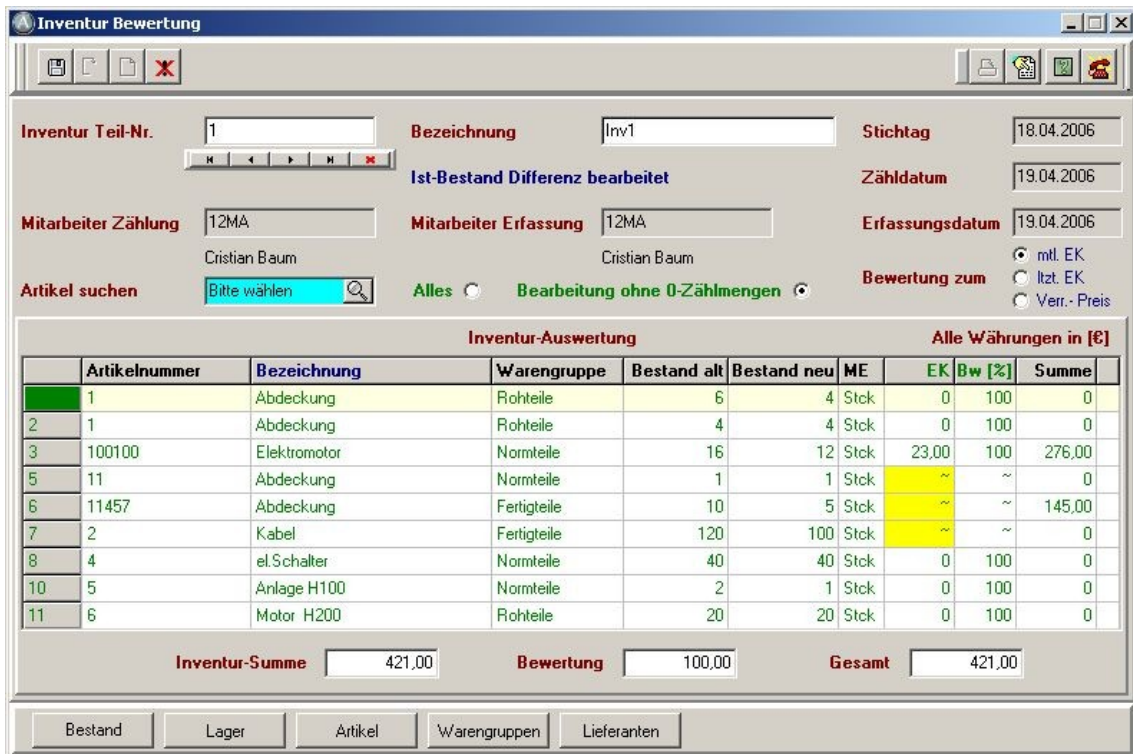 Inventur Bewertung
Inventur Teil-Nr. 1 Bezeichnung Inv1 Stichtag 18.04.2006
Ist-Bestand Differenz bearbeitet Zähldatum 19.04.2006
Mitarbeiter Zählung 12MA Mitarbeiter Erfassung 12MA Erfassungsdatum 19.04.2006
Cristian Baum Cristian Baum mtl. EK
Artikel suchen Bitte wählen Alles Bearbeitung ohne 0-Zählmengen Bewertung zum ltzt. EK
Verr.- Preis
Inventur-Auswertung Alle Währungen in [€]
Artikelnummer Bezeichnung Warengruppe Bestand alt Bestand neu ME EK Bw [%] Summe
1 Abdeckung Rohteile 6 4 Stck 0 100 0
2 1 Abdeckung Rohteile 4 4 Stck 0 100 0
3 100100 Elektromotor Normteile 16 12 Stck 23,00 100 276,00
5 11 Abdeckung Normteile 1 1 Stck ~ ~ 0
6 11457 Abdeckung Fertigteile 10 5 Stck ~ ~ 145,00
7 2 Kabel Fertigteile 120 100 Stck ~ ~ 0
8 4 el.Schalter Normteile 40 40 Stck 0 100 0
10 5 Anlage H100 Normteile 2 1 Stck 0 100 0
11 6 Motor H200 Rohteile 20 20 Stck 0 100 0
Inventur-Summe 421,00 Bewertung 100,00 Gesamt 421,00
Bestand Lager Artikel Warengruppen Lieferanten